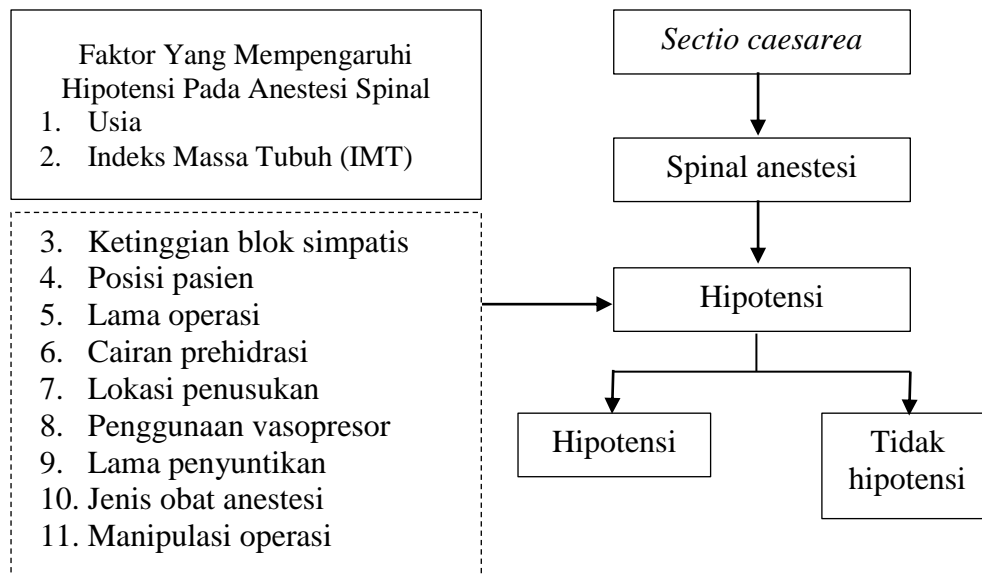 Faktor Yang Mempengaruhi
Hipotensi Pada Anestesi Spinal
1. Usia
2. Indeks Massa Tubuh (IMT)
3. Ketinggian blok simpatis
4. Posisi pasien
5. Lama operasi
6. Cairan prehidrasi
7. Lokasi penusukan
8. Penggunaan vasopresor
9. Lama penyuntikan
10. Jenis obat anestesi
11. Manipulasi operasi
Sectio caesarea
Spinal anestesi
Hipotensi
Hipotensi
Tidak
hipotensi